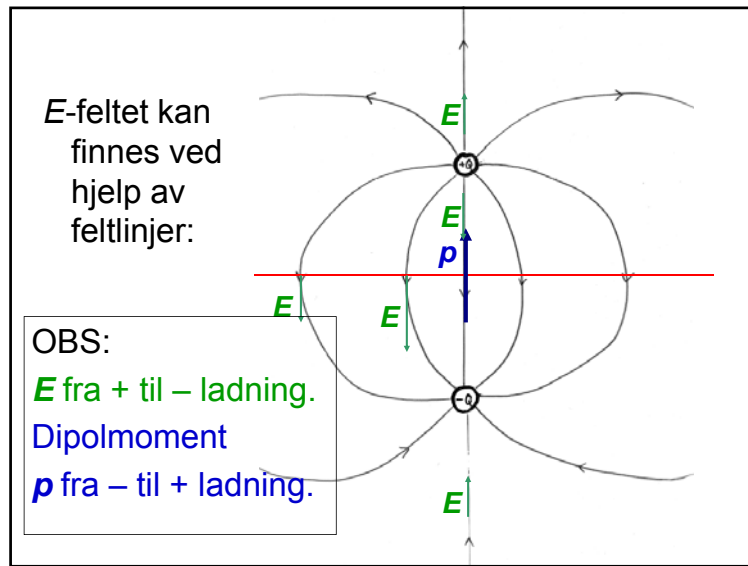 E-feltet kan
finnes ved
hjelp av
feltlinjer:
E
+Q
E
p
E
E
OBS:
E fra + til – ladning.
Dipolmoment
p fra – til + ladning.
-Q
E